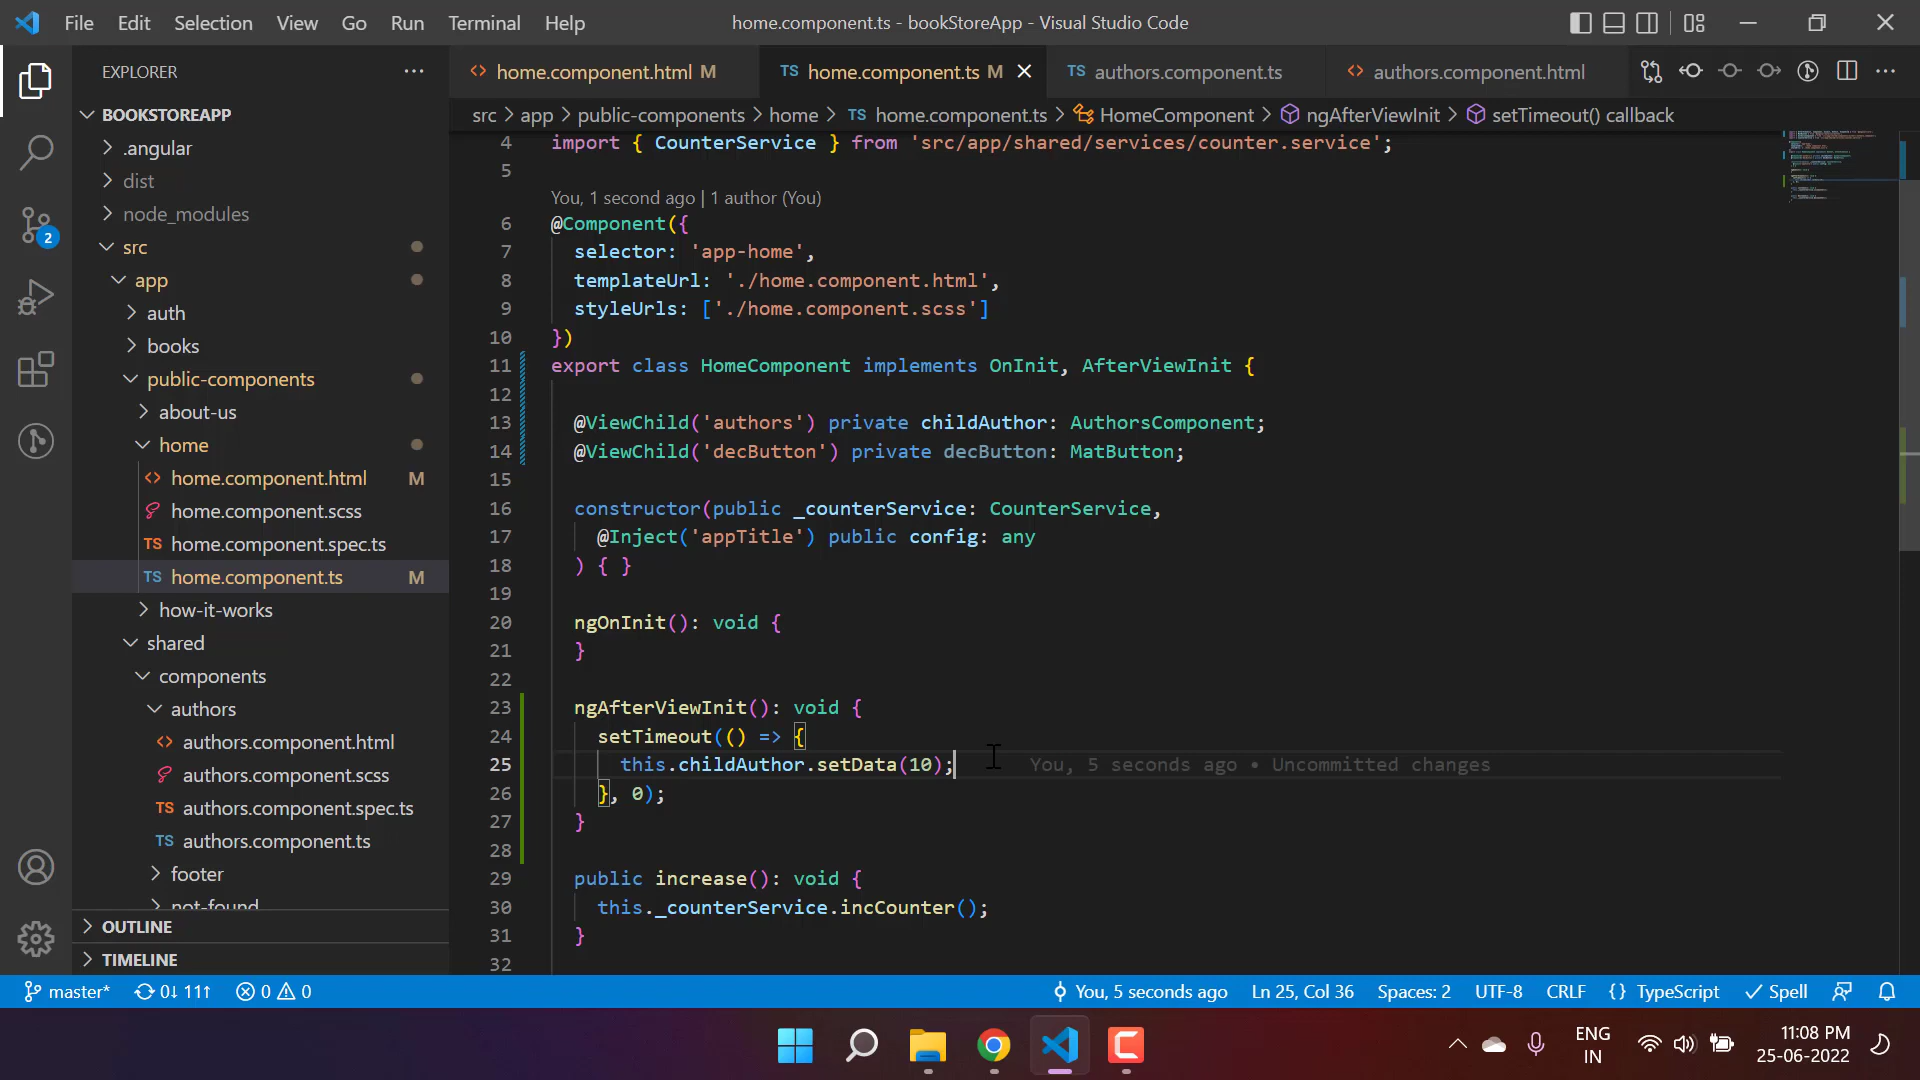 File Edit Selection View Go Run Terminal Help
home.component.ts - bookStoreApp - Visual Studio Code
EXPLORER
BOOKSTOREAPP
.angular
dist
node_modules
src
app
auth
books
public-components
about-us
home
home.component.html M
home.component.scss
TS home.component.spec.ts
TS home.component.ts M
how-it-works
shared
components
authors
authors.component.html
authors.component.scss
TS authors.component.spec.ts
TS authors.component.ts
footer
not-found
OUTLINE
TIMELINE
2
home.component.html M
TS home.component.ts M
TS authors.component.ts
authors.component.html
src > app > public-components > home > TS home.component.ts > HomeComponent > ngAfterViewInit > setTimeout() callback
4 import { CounterService } from 'src/app/shared/services/counter.service';
5
You, 1 second ago | 1 author (You)
6 @Component({
7 selector: 'app-home',
8 templateUrl: './home.component.html',
9 styleUrls: ['./home.component.scss']
10 })
11 export class HomeComponent implements OnInit, AfterViewInit {
12
13 @ViewChild('authors') private childAuthor: AuthorsComponent;
14 @ViewChild('decButton') private decButton: MatButton;
15
16 constructor(public _counterService: CounterService,
17 @Inject('appTitle') public config: any
18 ) { }
19
20 ngOnInit(): void {
21 }
22
23 ngAfterViewInit(): void {
24 setTimeout(() => {
25 this.childAuthor.setData(10); You, 5 seconds ago • Uncommitted changes
26 }, 0);
27 }
28
29 public increase(): void {
30 this._counterService.incCounter();
31 }
32
master* 0↓ 11↑ 0 0
You, 5 seconds ago Ln 25, Col 36 Spaces: 2 UTF-8 CRLF {} TypeScript Spell
ENG
IN
11:08 PM
25-06-2022